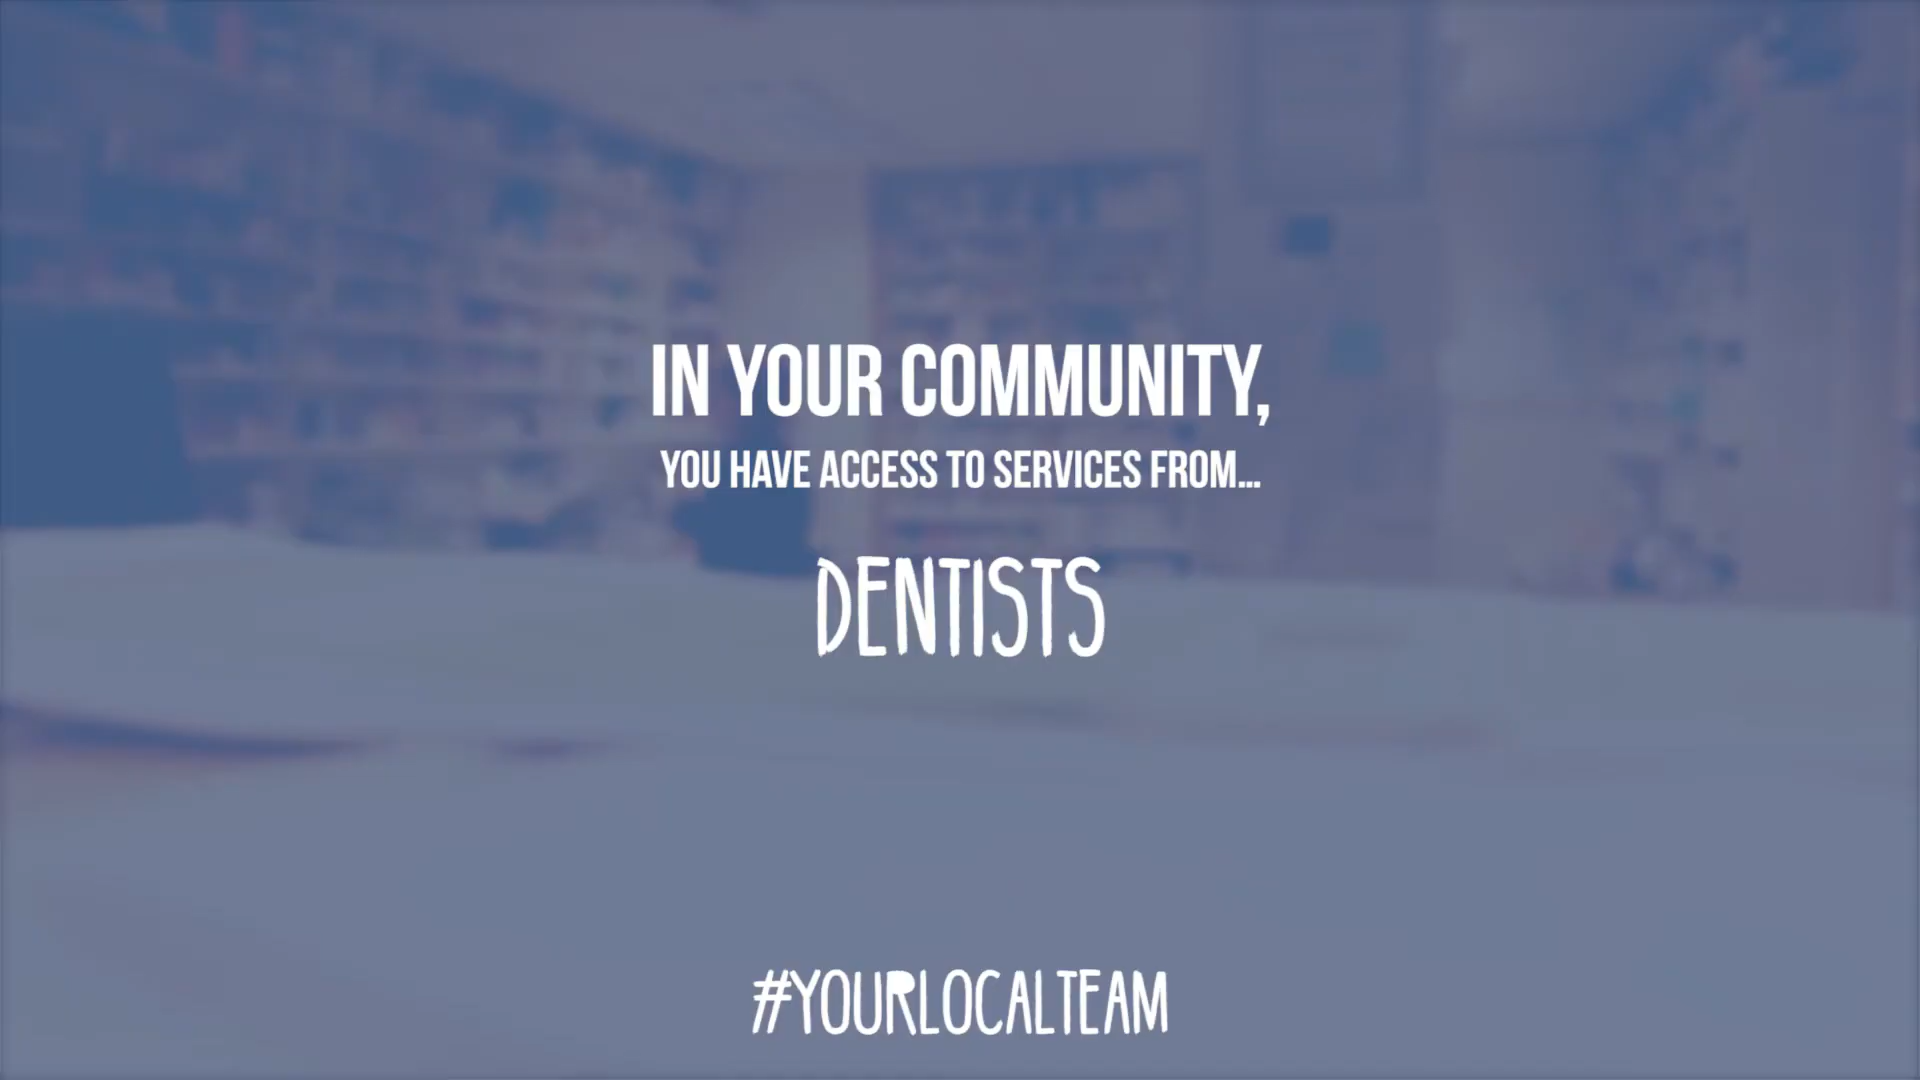 IN YOUR COMMUNITY,
YOU HAVE ACCESS TO SERVICES FROM...
DENTISTS
#YOURLOCALTEAM